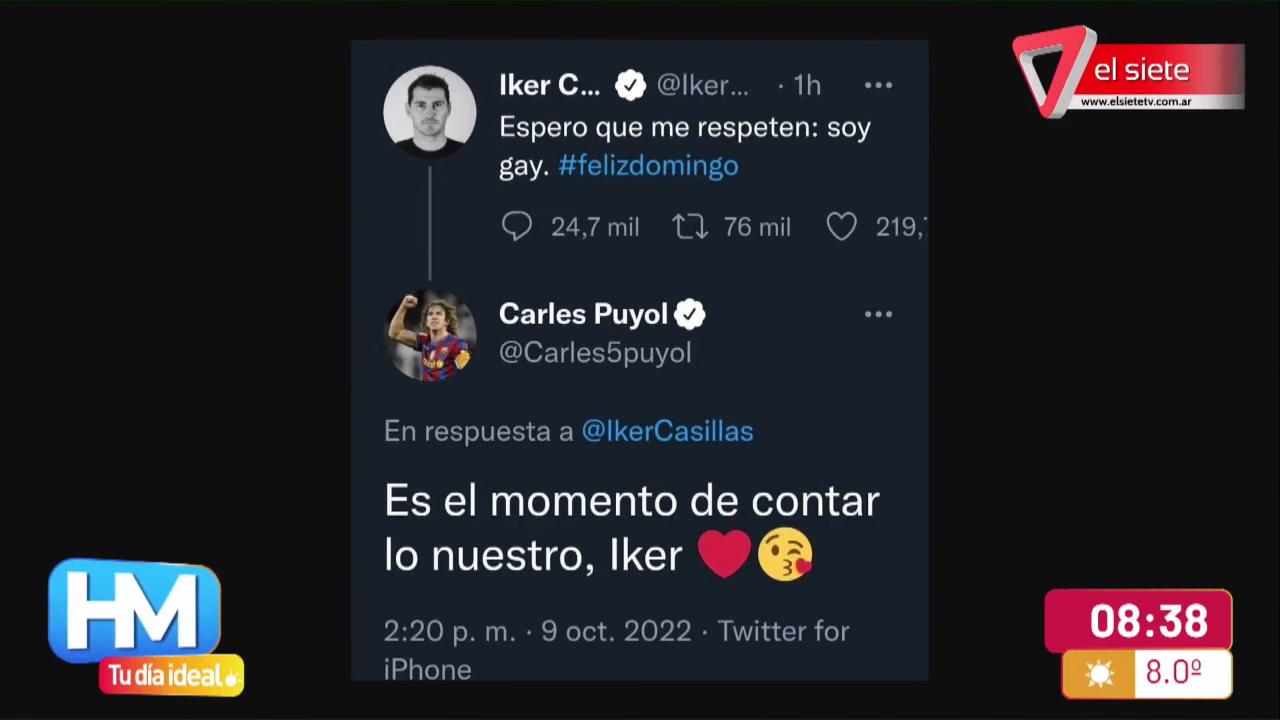 Iker C... @Iker... · 1h ...
Espero que me respeten: soy
gay. #felizdomingo
24,7 mil 76 mil 219,
Carles Puyol ...
@Carles5puyol
En respuesta a @IkerCasillas
Es el momento de contar
lo nuestro, Iker ❤️😘
2:20 p. m. · 9 oct. 2022 · Twitter for
iPhone
el siete
www.elsietetv.com.ar
HM
Tu día ideal
08:38
8.0º